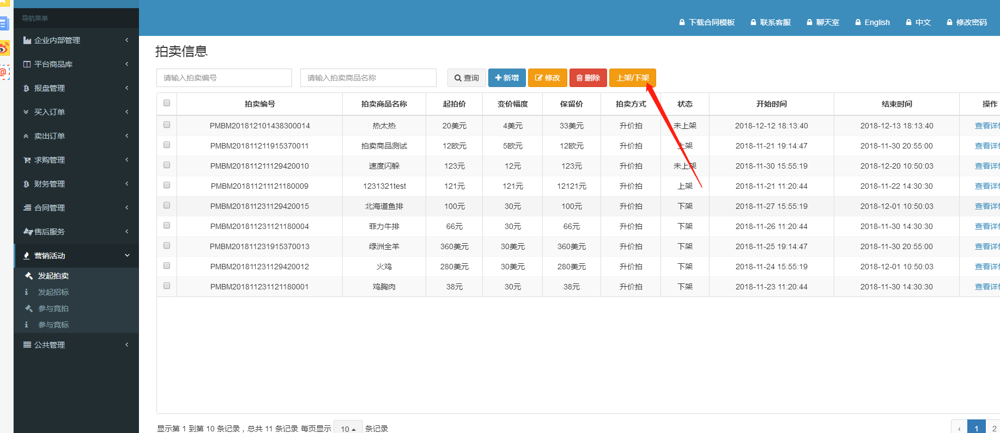 导航菜单
企业内部管理
平台商品库
报盘管理
买入订单
卖出订单
求购管理
财务管理
合同管理
售后服务
营销活动
发起拍卖
发起招标
参与竞拍
参与竞标
公共管理
下载合同模板 联系客服 聊天室 English 中文 修改密码
拍卖信息
请输入拍卖编号 请输入拍卖商品名称 查询 新增 修改 删除 上架/下架
拍卖编号 拍卖商品名称 起拍价 变价幅度 保留价 拍卖方式 状态 开始时间 结束时间 操作
PMBM201812101438300014 热太热 20美元 4美元 33美元 升价拍 未上架 2018-12-12 18:13:40 2018-12-13 18:13:40 查看详情
PMBM201811211915370011 拍卖商品测试 12欧元 5欧元 12欧元 升价拍 上架 2018-11-21 19:14:47 2018-11-30 20:55:00 查看详情
PMBM201811211129420010 速度闪躲 123元 12元 123元 升价拍 未上架 2018-11-30 15:55:19 2018-12-20 10:50:03 查看详情
PMBM201811211121180009 1231321test 121元 121元 12121元 升价拍 上架 2018-11-21 11:20:44 2018-11-22 14:30:30 查看详情
PMBM201811231129420015 北海道鱼排 100元 30元 100元 升价拍 下架 2018-11-27 15:55:19 2018-12-01 10:50:03 查看详情
PMBM201811231121180004 菲力牛排 66元 30元 66元 升价拍 下架 2018-11-26 11:20:44 2018-11-30 14:30:30 查看详情
PMBM201811231915370013 绿洲全羊 360美元 30美元 360美元 升价拍 下架 2018-11-25 19:14:47 2018-11-30 20:55:00 查看详情
PMBM201811231129420012 火鸡 280美元 30美元 280美元 升价拍 下架 2018-11-24 15:55:19 2018-12-01 10:50:03 查看详情
PMBM201811231121180001 鸡胸肉 38元 30元 38元 升价拍 下架 2018-11-23 11:20:44 2018-11-30 14:30:30 查看详情
显示第 1 到第 10 条记录，总共 11 条记录 每页显示 10 条记录 ‹ 1 2